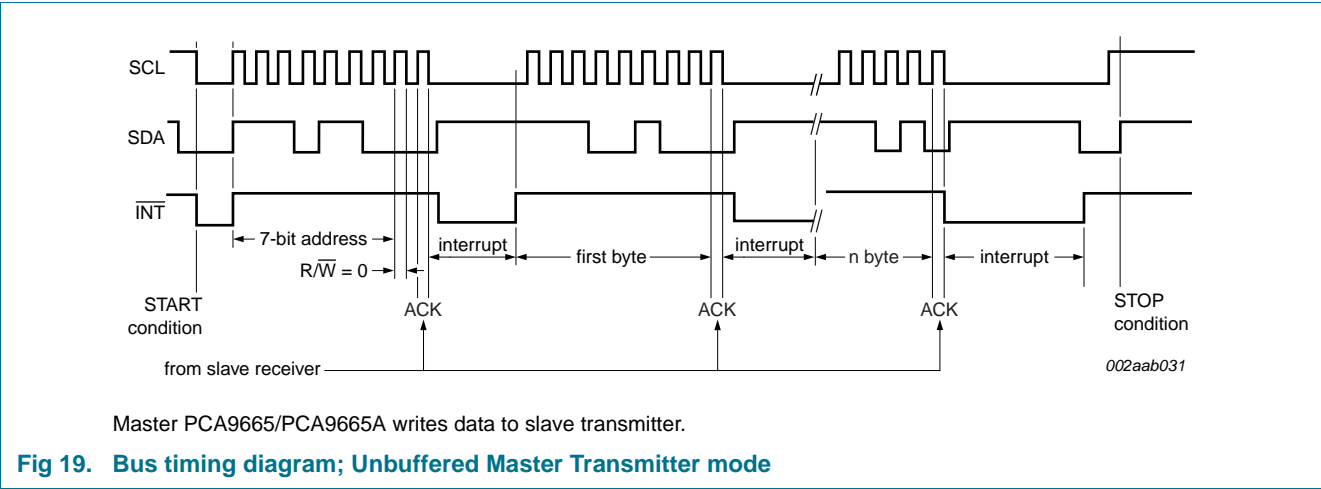 SCL
SDA
INT
7-bit address
R/W = 0
interrupt
first byte
interrupt
n byte
interrupt
START
condition
ACK
ACK
ACK
STOP
condition
from slave receiver
002aab031
Master PCA9665/PCA9665A writes data to slave transmitter.
Fig 19. Bus timing diagram; Unbuffered Master Transmitter mode